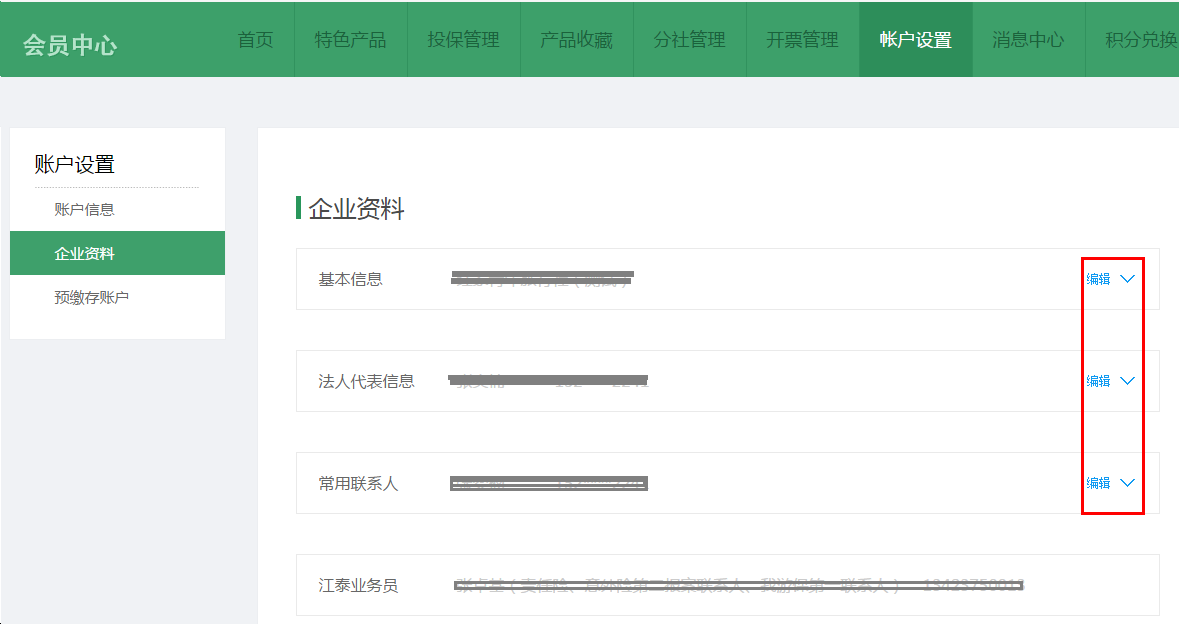 会员中心 首页 特色产品 投保管理 产品收藏 分社管理 开票管理 帐户设置 消息中心 积分兑换
账户设置
账户信息
企业资料
预缴存账户
企业资料
基本信息 编辑
法人代表信息 编辑
常用联系人 编辑
江泰业务员